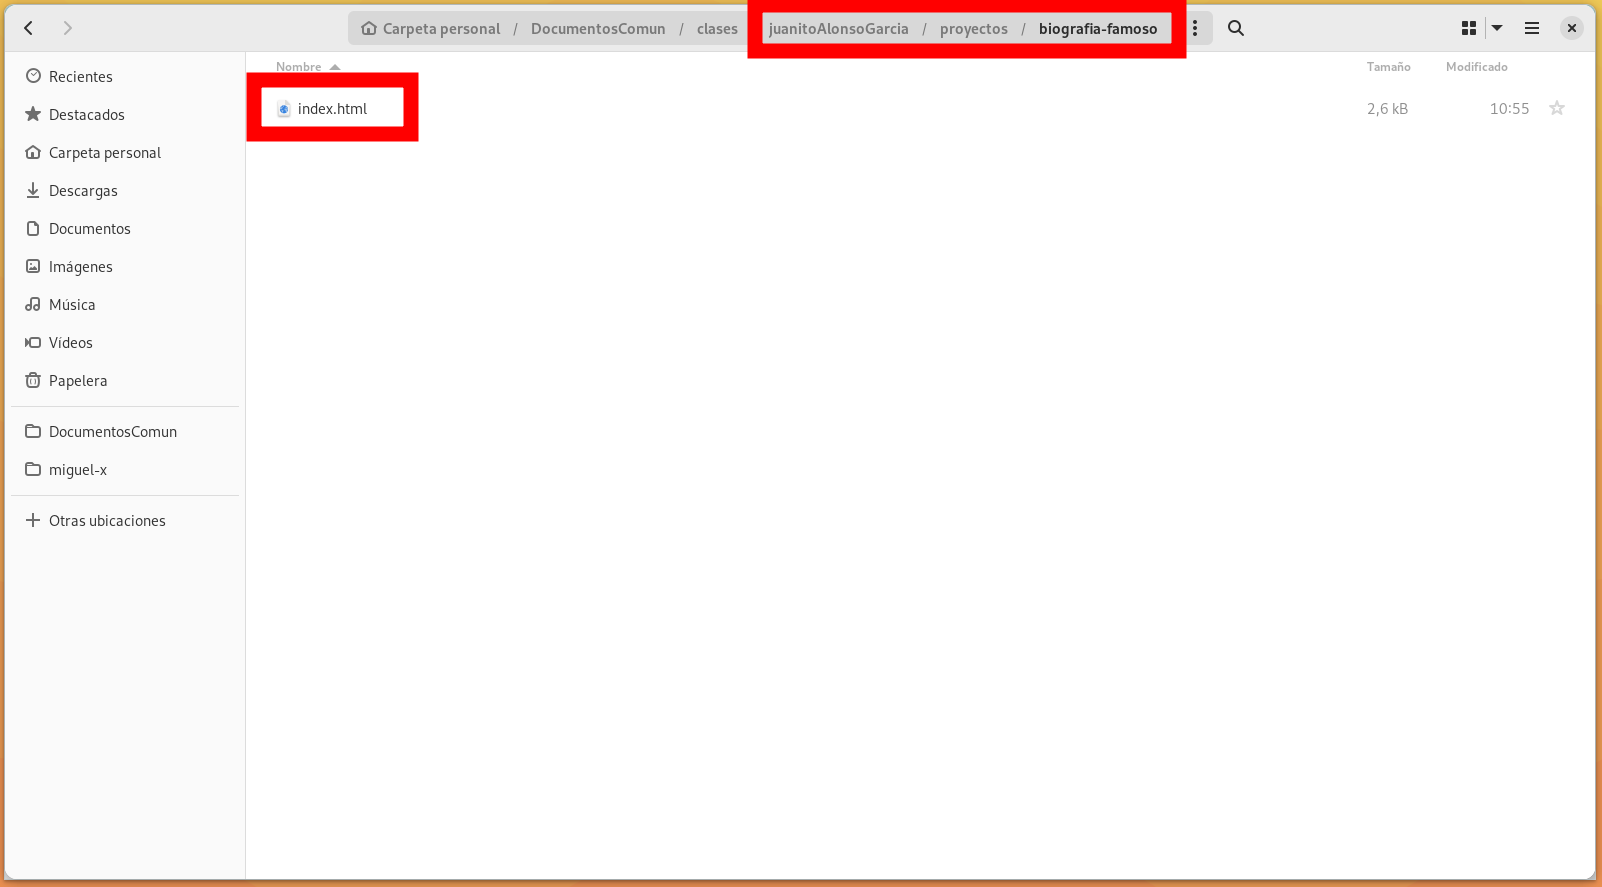 Carpeta personal / DocumentosComun / clases juanitoAlonsoGarcia / proyectos / biografia-famoso
Nombre Tamaño Modificado
index.html 2,6 kB 10:55
Recientes
Destacados
Carpeta personal
Descargas
Documentos
Imágenes
Música
Vídeos
Papelera
DocumentosComun
miguel-x
Otras ubicaciones